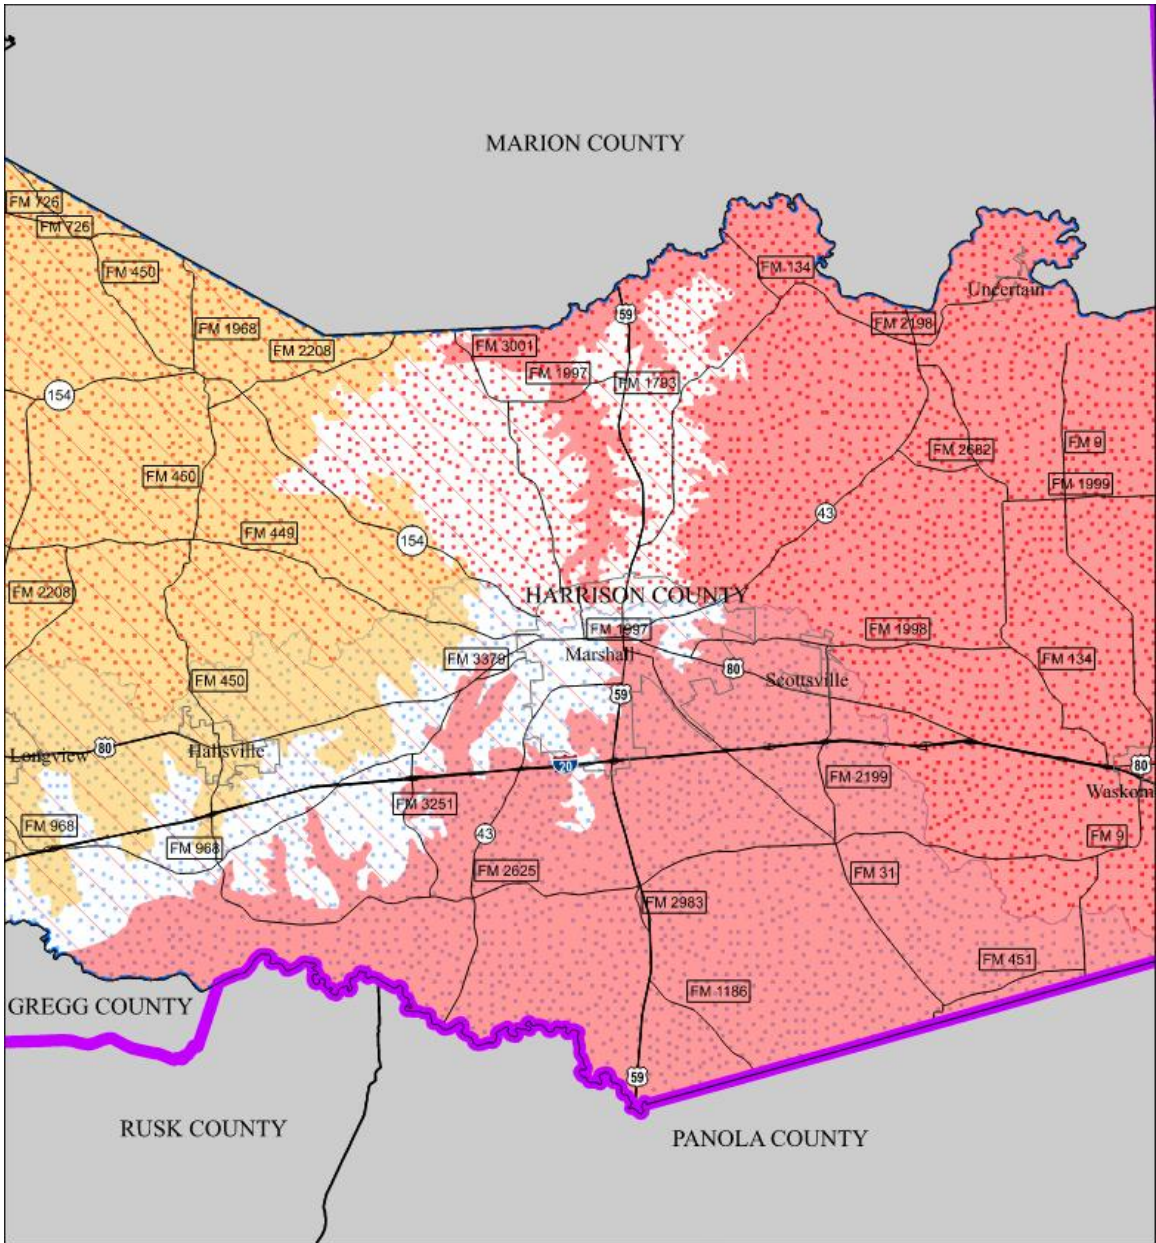 MARION COUNTY
FM 726
FM 726
FM 450
FM 134
Uncertain
59
FM 2198
FM 1968
FM 2208
FM 3001
FM 1997
FM 1793
154
FM 9
FM 2682
FM 450
FM 1999
43
FM 449
154
FM 2208
HARRISON COUNTY
FM 1997
FM 1998
Marshall
FM 3379
FM 134
80
FM 450
Scottsville
59
80
Longview
Hallsville
20
80
FM 2199
Waskom
FM 3251
FM 968
43
FM 9
FM 968
FM 2625
FM 31
FM 2983
FM 451
FM 1186
GREGG COUNTY
59
RUSK COUNTY
PANOLA COUNTY